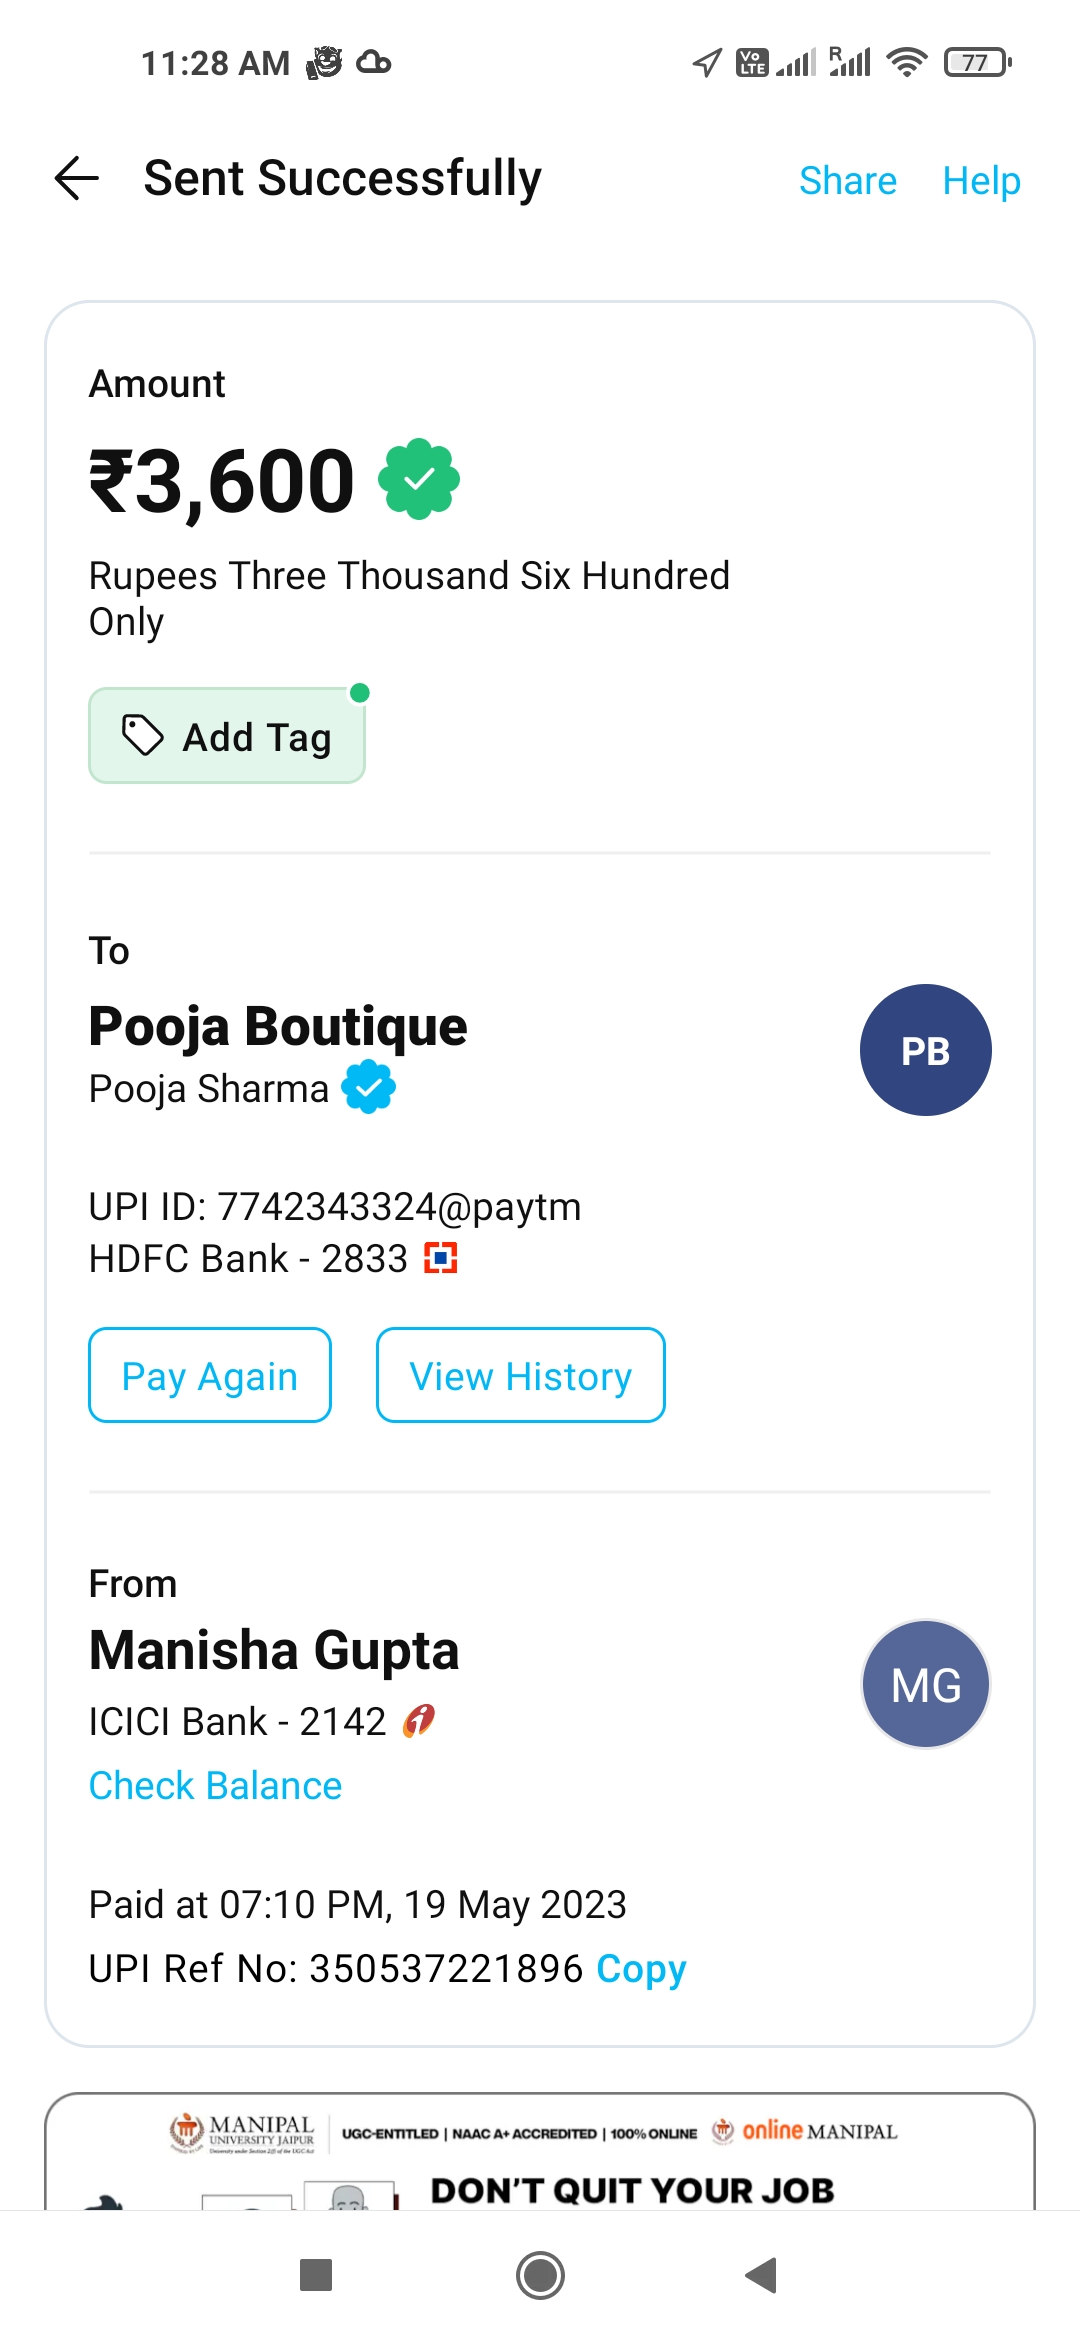 11:28 AM
Vo LTE
R
77
Sent Successfully
Share Help
Amount
₹3,600
Rupees Three Thousand Six Hundred
Only
Add Tag
To
Pooja Boutique
PB
Pooja Sharma
UPI ID: 7742343324@paytm
HDFC Bank - 2833
Pay Again View History
From
Manisha Gupta
MG
ICICI Bank - 2142
Check Balance
Paid at 07:10 PM, 19 May 2023
UPI Ref No: 350537221896 Copy
MANIPAL
UNIVERSITY JAIPUR
UGC-ENTITLED | NAAC A+ ACCREDITED | 100% ONLINE
online MANIPAL
DON'T QUIT YOUR JOB